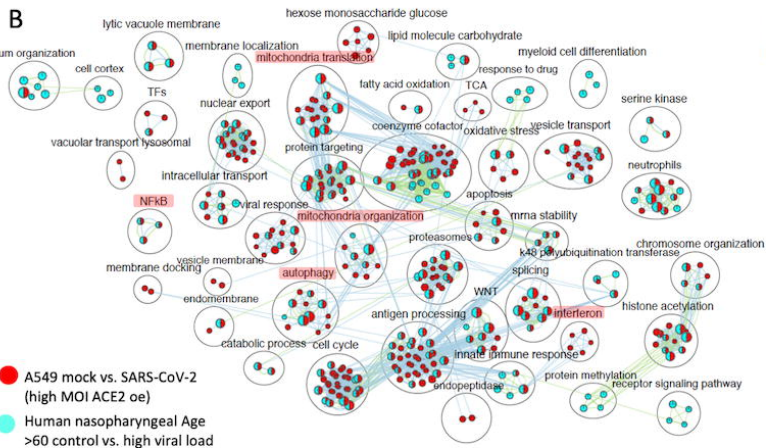 B
hexose monosaccharide glucose
lytic vacuole membrane
lipid molecule carbohydrate
um organization
membrane localization
mitochondria translation
myeloid cell differentiation
cell cortex
fatty acid oxidation
TCA
response to drug
TFs
nuclear export
serine kinase
coenzyme cofactor
oxidative stress
vesicle transport
vacuolar transport lysosomal
protein targeting
neutrophils
intracellular transport
apoptosis
NFkB
viral response
mitochondria organization
mrna stability
proteasomes
chromosome organization
k48 polyubiquitination transferase
vesicle membrane
membrane docking
autophagy
splicing
endomembrane
WNT
histone acetylation
antigen processing
interferon
catabolic process
cell cycle
innate immune response
endopeptidase
protein methylation
receptor signaling pathway
A549 mock vs. SARS-CoV-2
(high MOI ACE2 oe)
Human nasopharyngeal Age
>60 control vs. high viral load